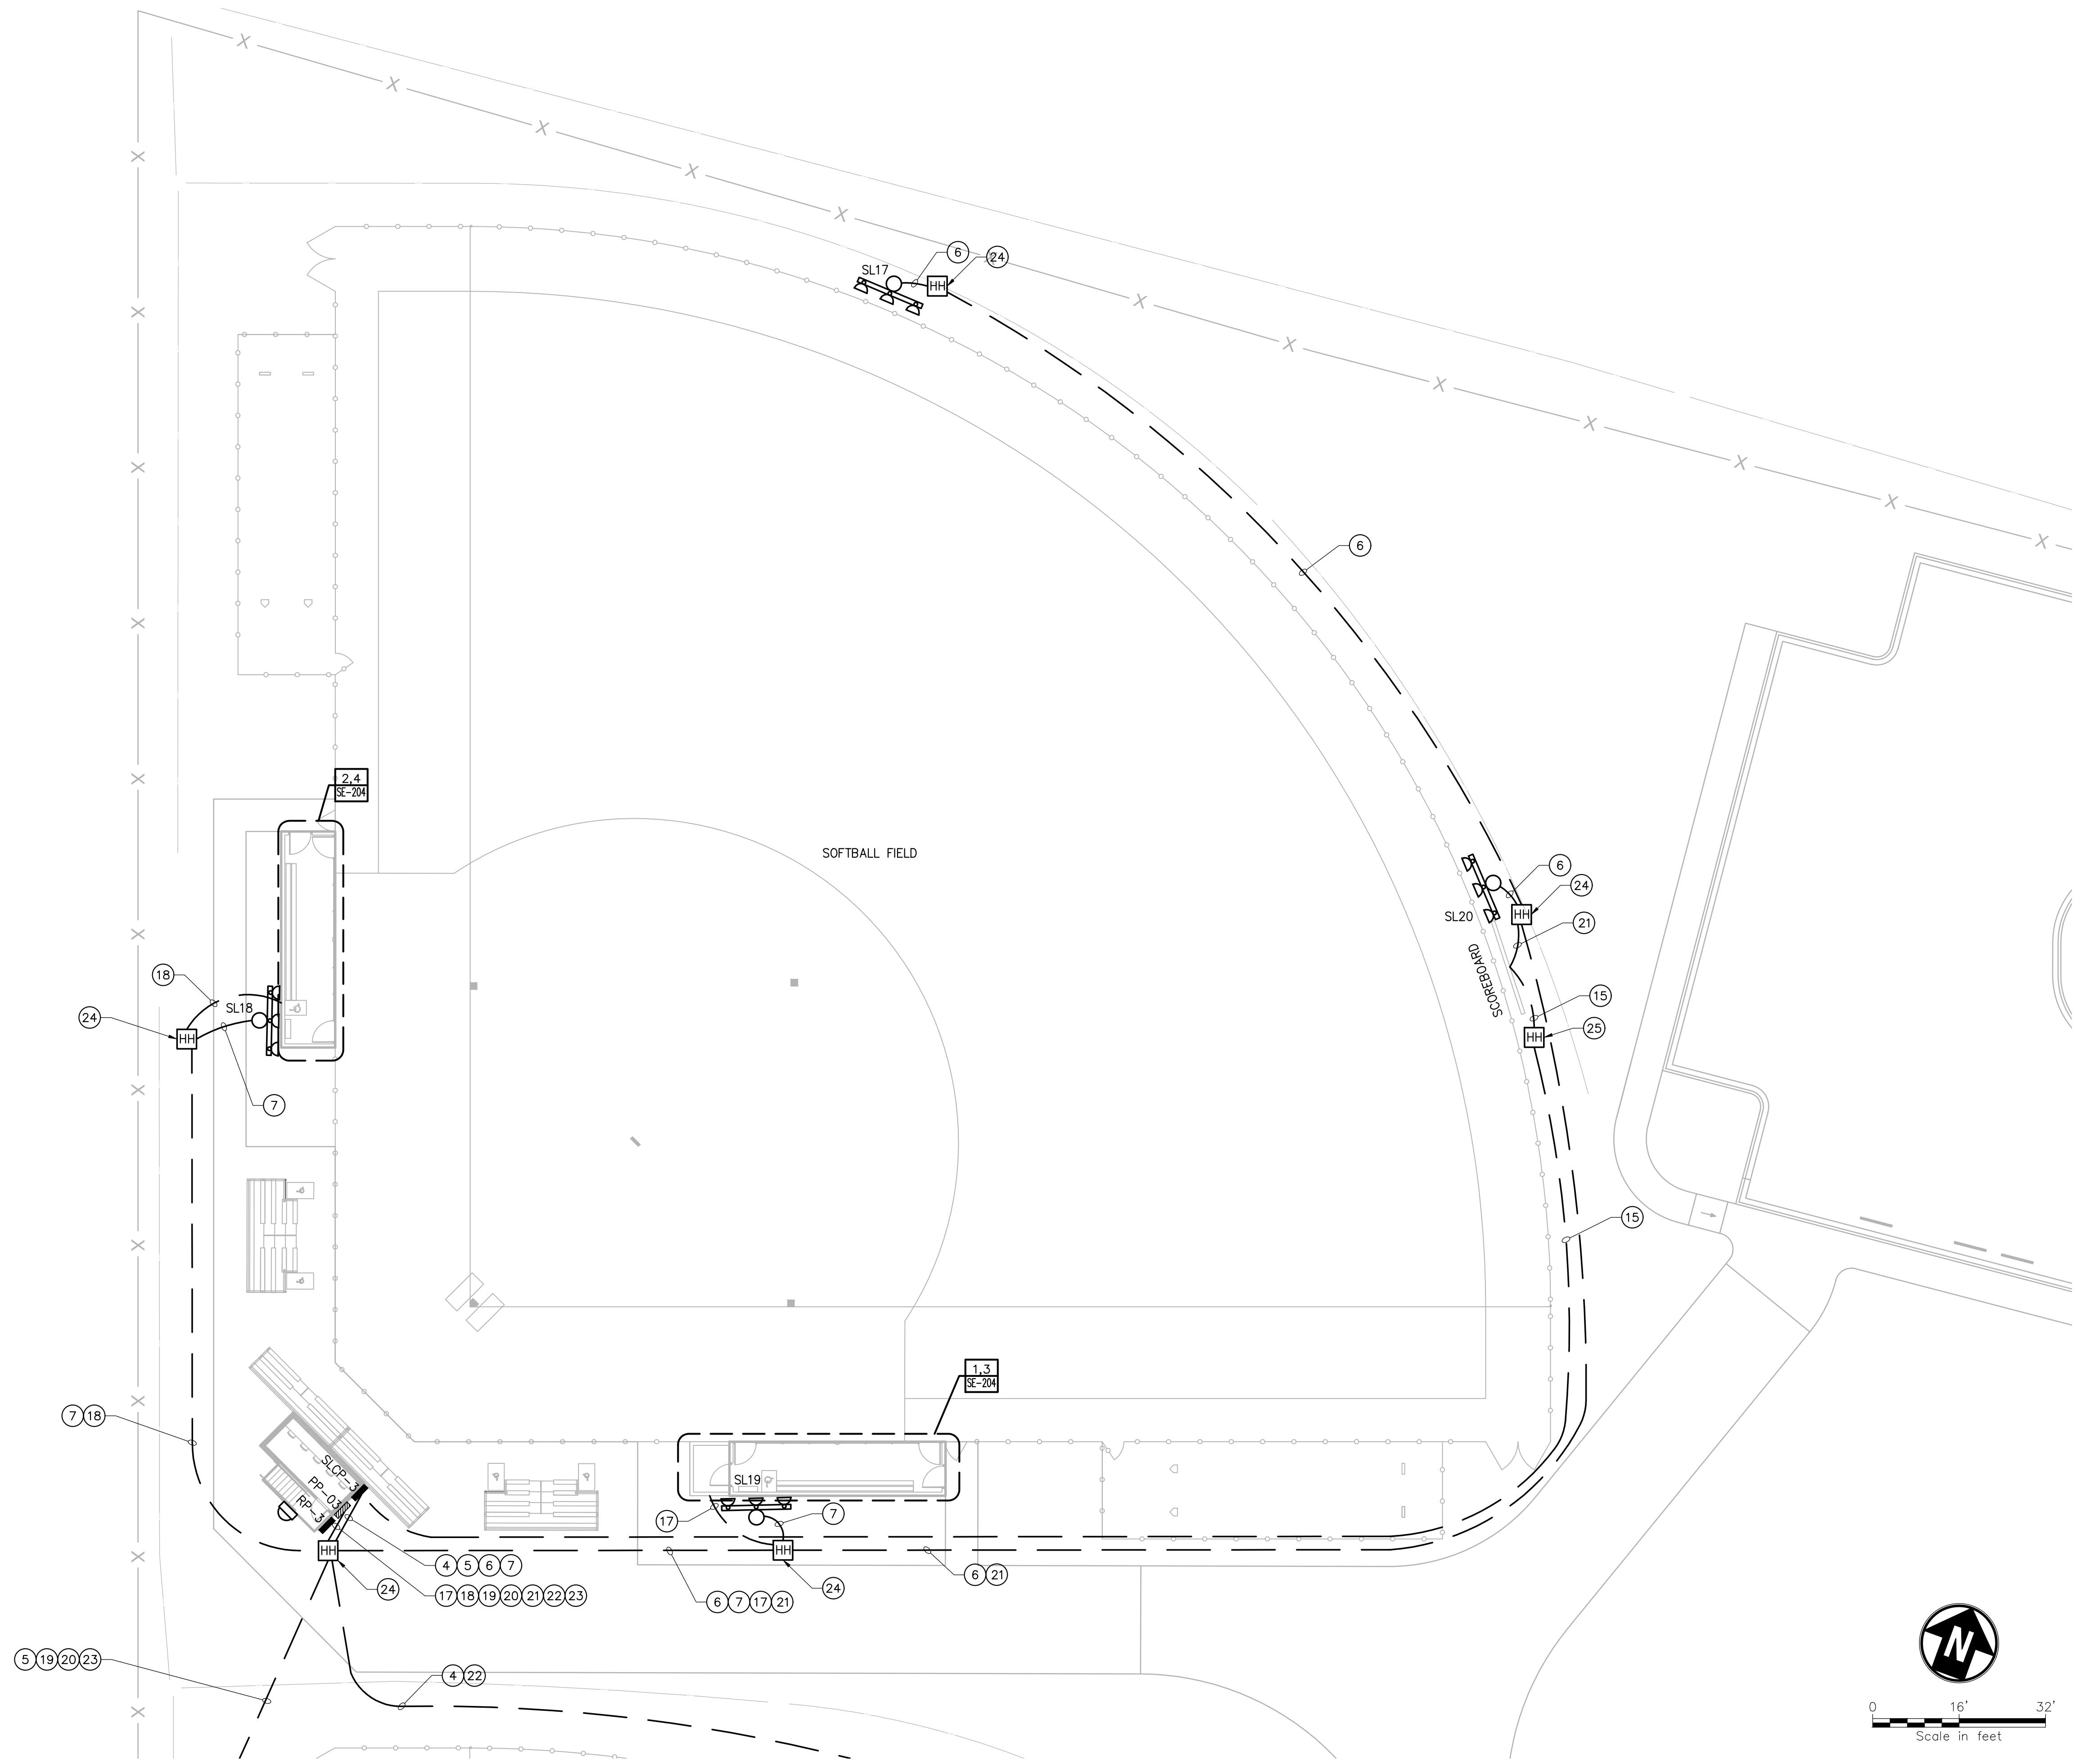 SL17
6
24
6
2,4
SE-204
SOFTBALL FIELD
6
24
SL20
21
SCOREBOARD
18
SL18
24
HH
HH
HH
15
25
HH
7
15
1,3
SE-204
7 18
SLCP-3
PP-03
RP-3
SL19
17
7
HH
HH
4 5 6 7
6 21
24
24
17 18 19 20 21 22 23
6 7 17 21
5 19 20 23
4 22
N
0 16' 32'
Scale in feet